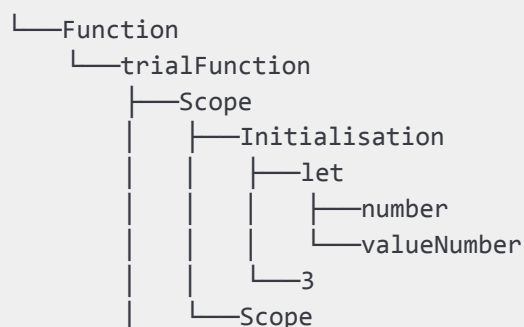 └───Function
    └───trialFunction
        ├───Scope
        │   ├───Initialisation
        │   │   ├───let
        │   │   │   ├───number
        │   │   │   └───valueNumber
        │   │   └───3
        │   └───Scope